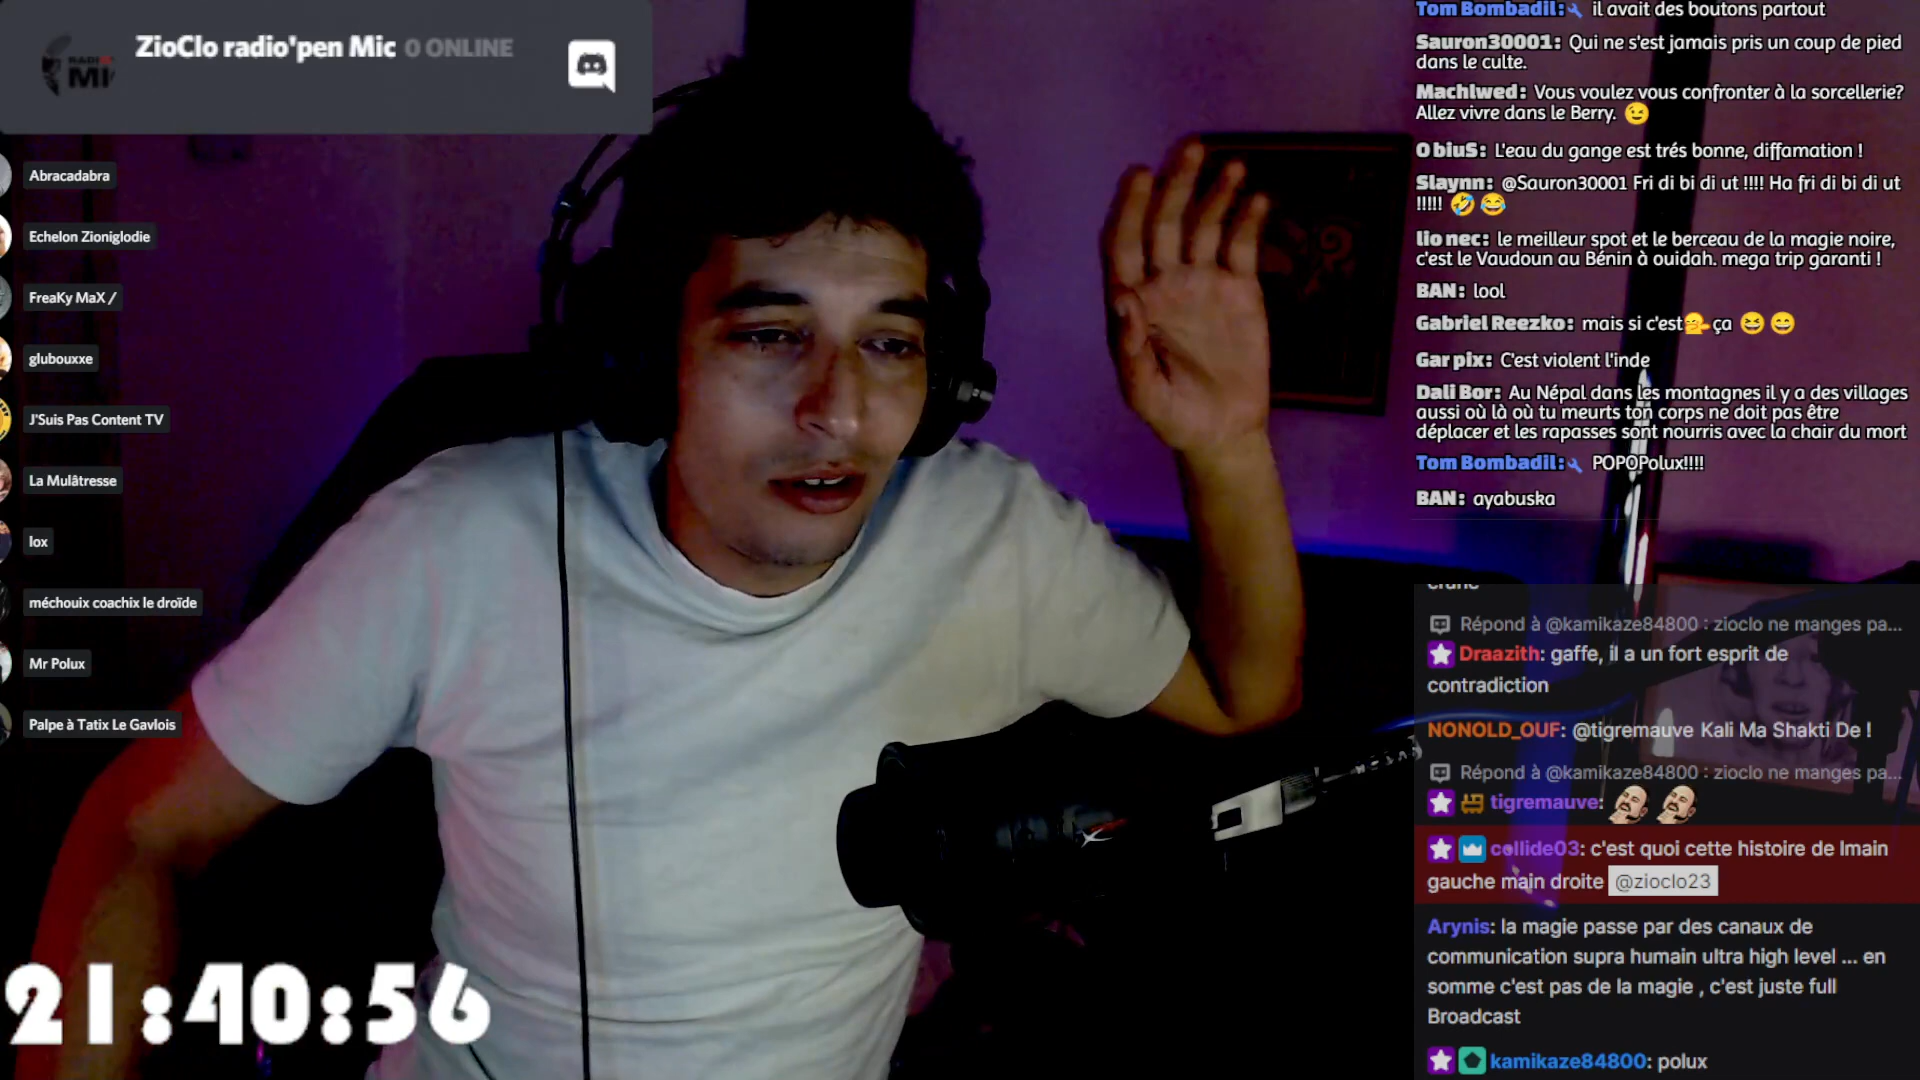 ZioClo radio'pen Mic 0 ONLINE
RADI
MI
Abracadabra
Echelon Zioniglodie
FreaKy MaX /
glubouxxe
J'Suis Pas Content TV
La Mulâtresse
lox
méchouix coachix le droïde
Mr Polux
Palpe à Tatix Le Gavlois
21:40:56
Tom Bombadil: il avait des boutons partout
Sauron30001: Qui ne s'est jamais pris un coup de pied
dans le culte.
Machlwed: Vous voulez vous confronter à la sorcellerie?
Allez vivre dans le Berry. 😉
O biuS: L'eau du gange est trés bonne, diffamation !
Slaynn: @Sauron30001 Fri di bi di ut !!!! Ha fri di bi di ut
!!!!! 🤣 😂
lio nec: le meilleur spot et le berceau de la magie noire,
c'est le Vaudoun au Bénin à ouidah. mega trip garanti !
BAN: lool
Gabriel Reezko: mais si c'est ça 😆 😄
Gar pix: C'est violent l'inde
Dali Bor: Au Népal dans les montagnes il y a des villages
aussi où là où tu meurts ton corps ne doit pas être
déplacer et les rapasses sont nourris avec la chair du mort
Tom Bombadil: POPOPolux!!!!
BAN: ayabuska
Répond à @kamikaze84800 : zioclo ne manges pa...
Draazith: gaffe, il a un fort esprit de
contradiction
NONOLD_OUF: @tigremauve Kali Ma Shakti De !
Répond à @kamikaze84800 : zioclo ne manges pa...
tigremauve:
collide03: c'est quoi cette histoire de lmain
gauche main droite @zioclo23
Arynis: la magie passe par des canaux de
communication supra humain ultra high level ... en
somme c'est pas de la magie , c'est juste full
Broadcast
kamikaze84800: polux